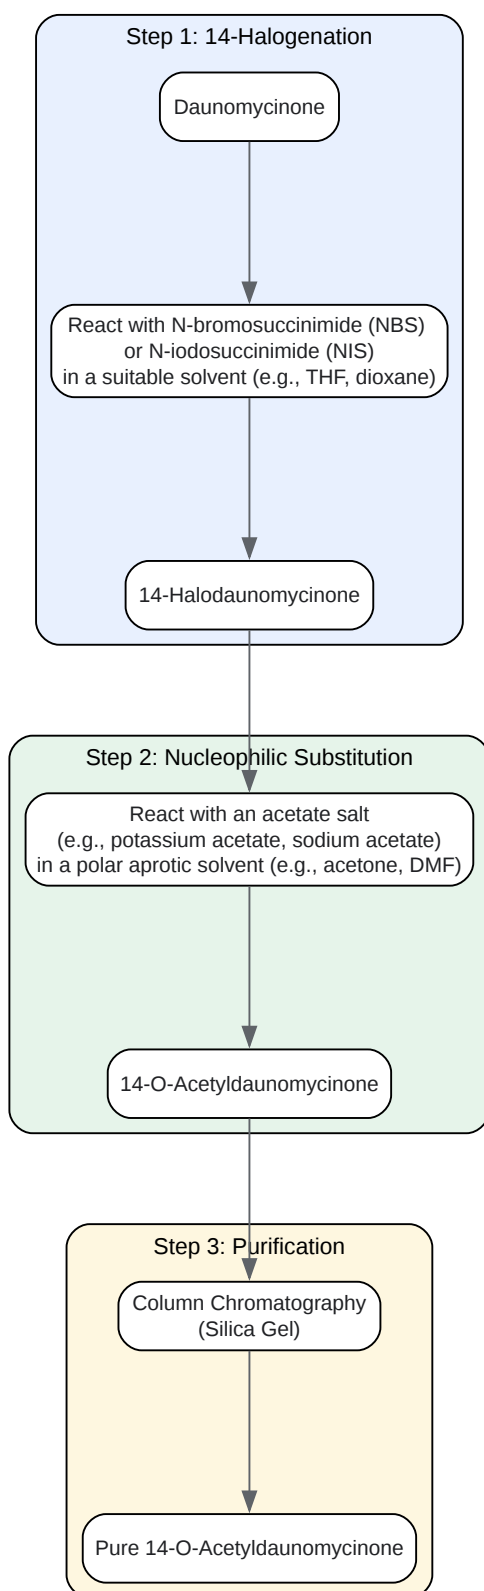 Step 1: 14-Halogenation
Daunomycinone
React with N-bromosuccinimide (NBS)
or N-iodosuccinimide (NIS)
in a suitable solvent (e.g., THF, dioxane)
14-Halodaunomycinone
Step 2: Nucleophilic Substitution
React with an acetate salt
(e.g., potassium acetate, sodium acetate)
in a polar aprotic solvent (e.g., acetone, DMF)
14-O-Acetyldaunomycinone
Step 3: Purification
Column Chromatography
(Silica Gel)
Pure 14-O-Acetyldaunomycinone